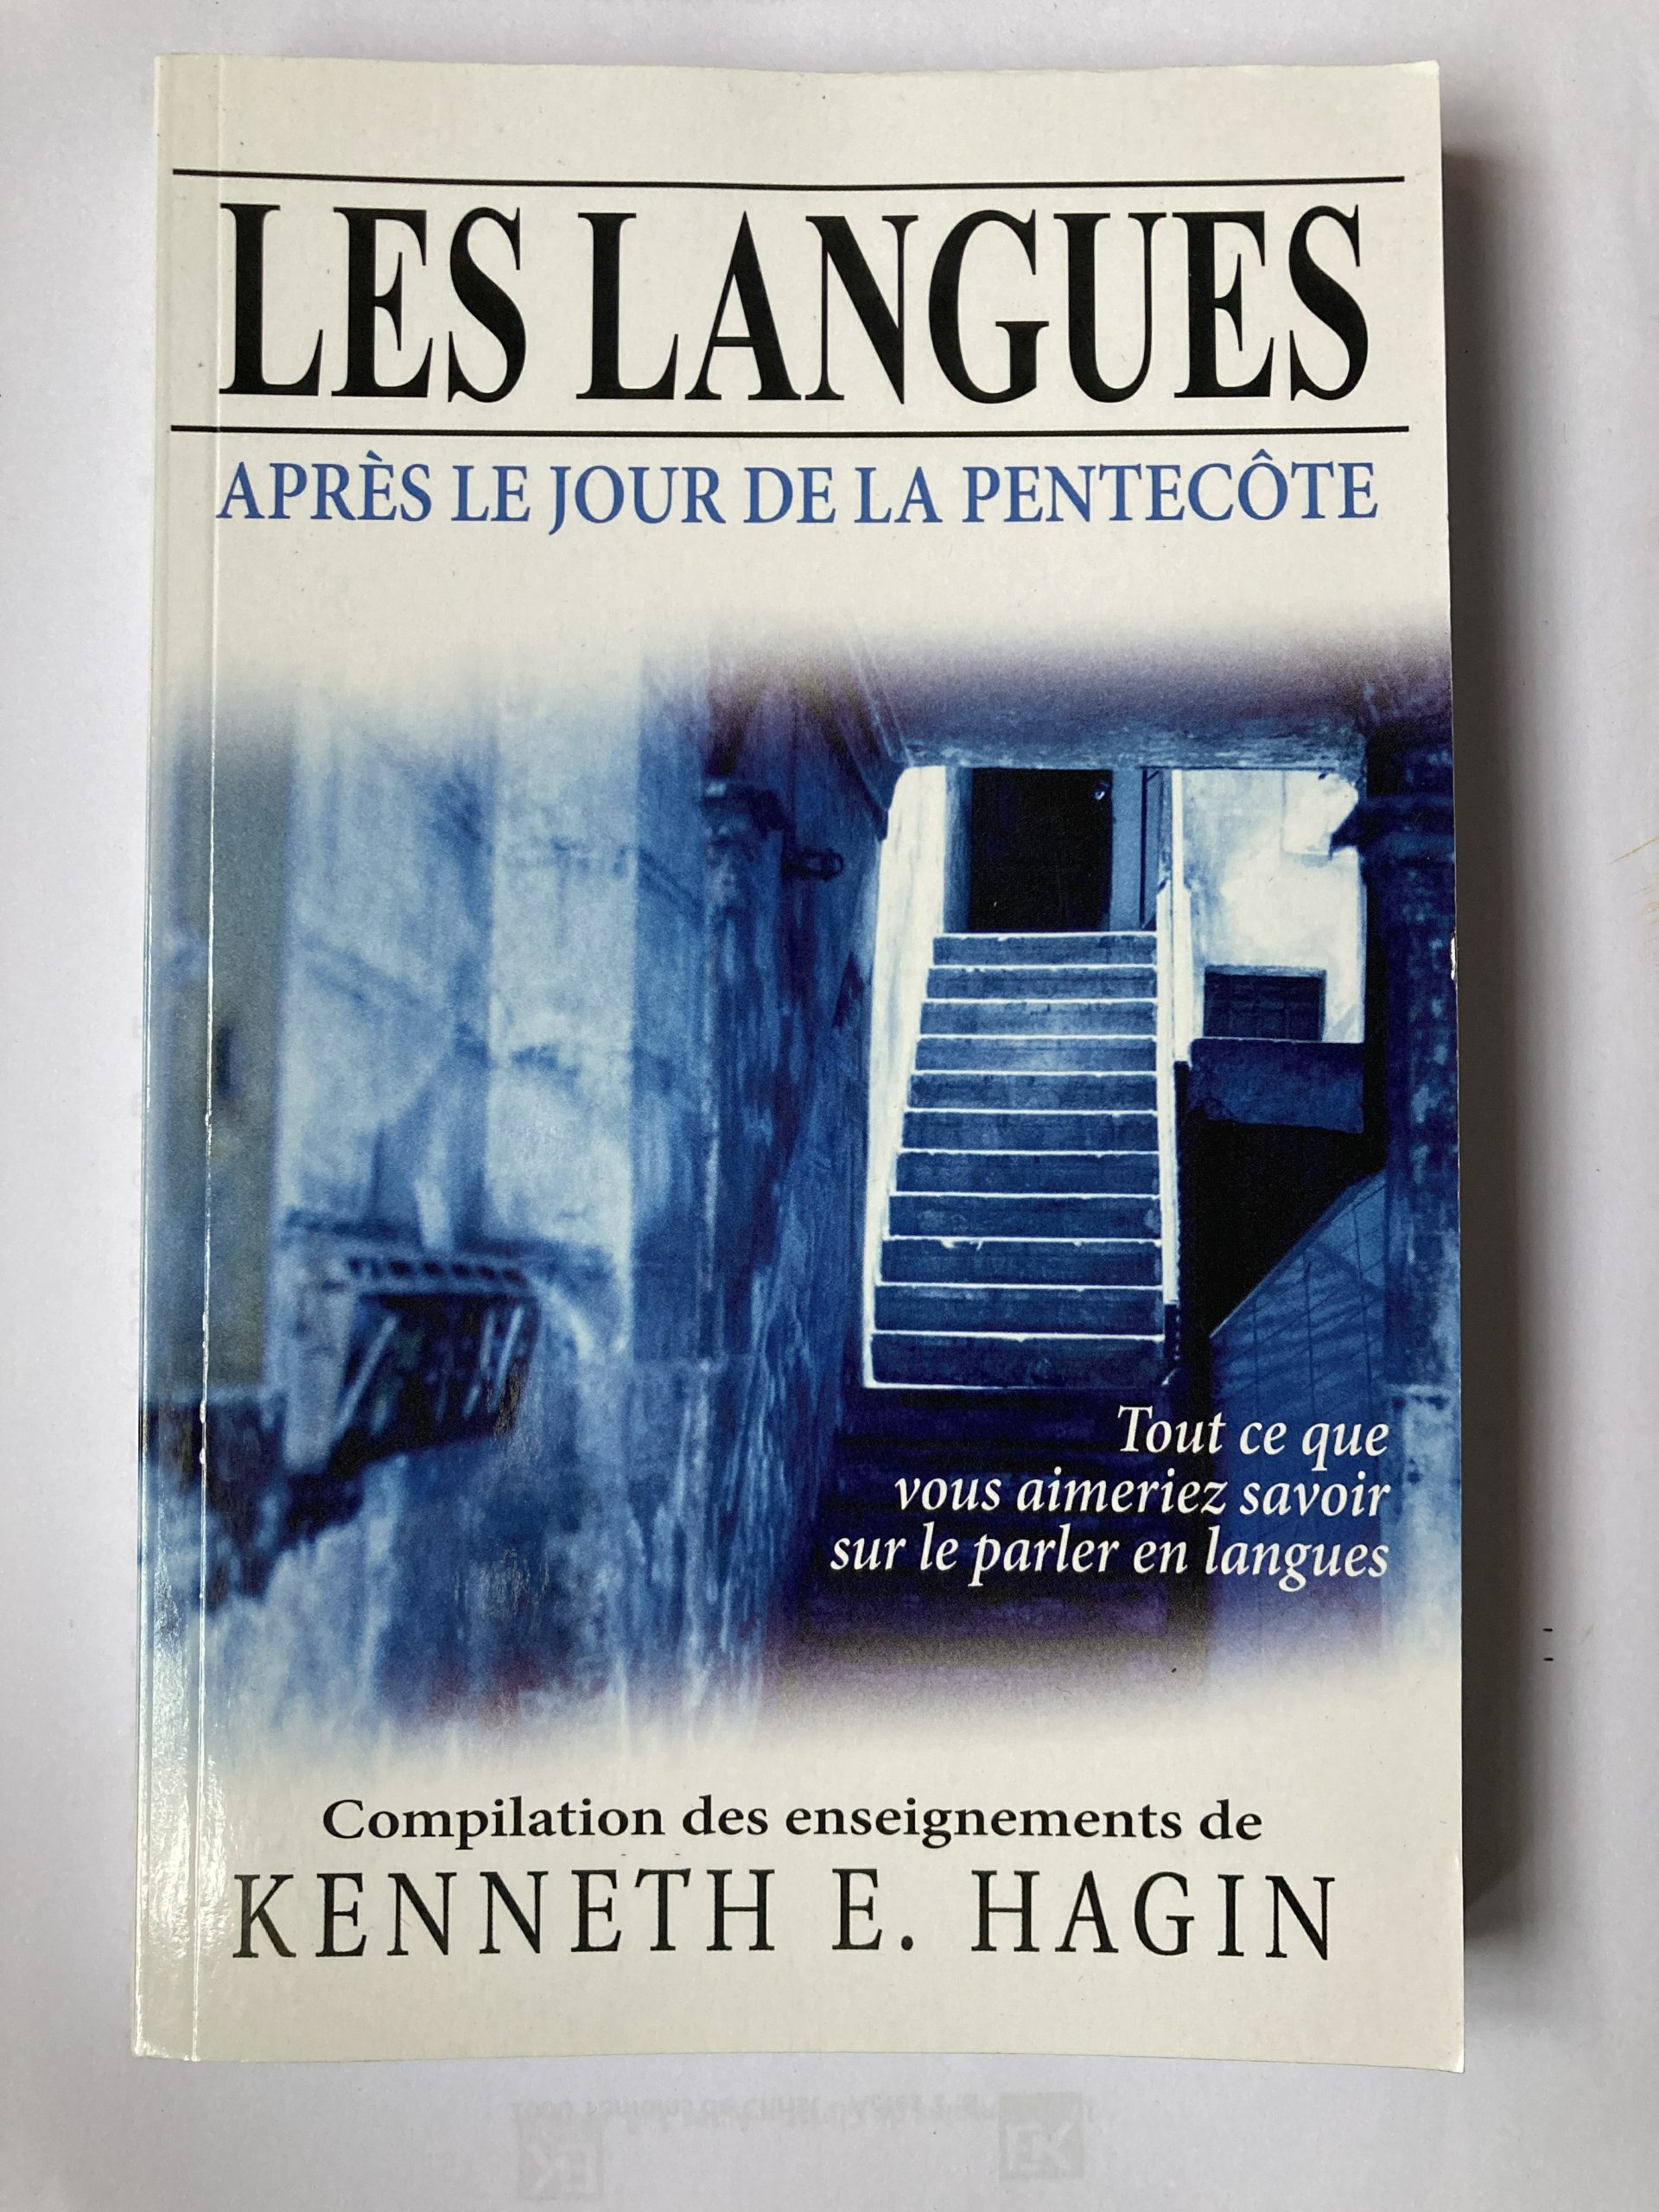 LES LANGUES
APRÈS LE JOUR DE LA PENTECÔTE
Tout ce que
vous aimeriez savoir
sur le parler en langues
Compilation des enseignements de
KENNETH E. HAGIN